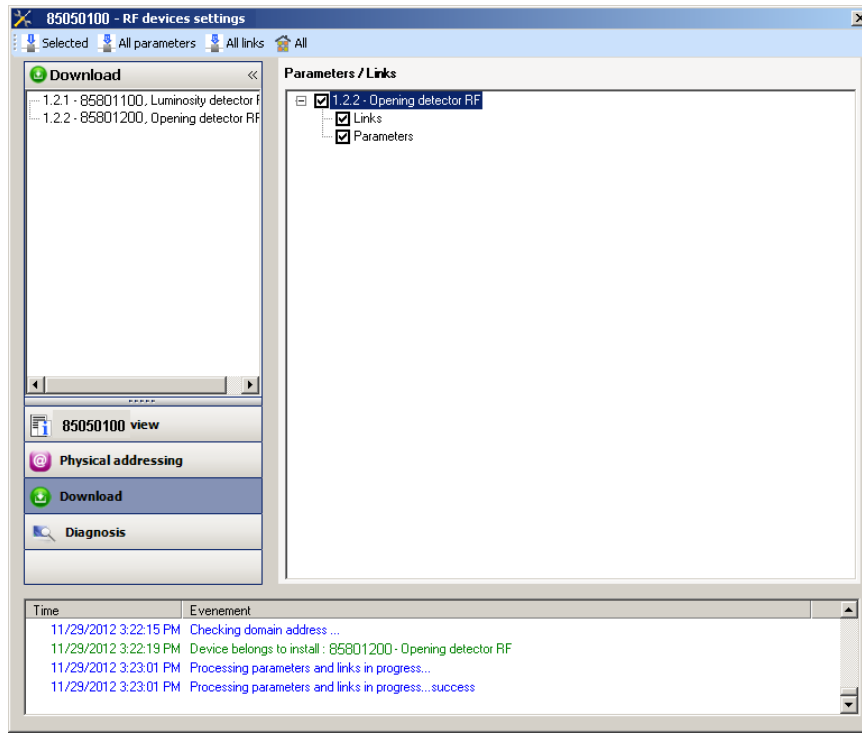 85050100 - RF devices settings
Selected All parameters All links All
Download «
1.2.1 - 85801100, Luminosity detector
1.2.2 - 85801200, Opening detector RF
85050100 view
Physical addressing
Download
Diagnosis
Parameters / Links
1.2.2 - Opening detector RF
Links
Parameters
Time Evenement
11/29/2012 3:22:15 PM Checking domain address ...
11/29/2012 3:22:19 PM Device belongs to install : 85801200 - Opening detector RF
11/29/2012 3:23:01 PM Processing parameters and links in progress...
11/29/2012 3:23:01 PM Processing parameters and links in progress...success